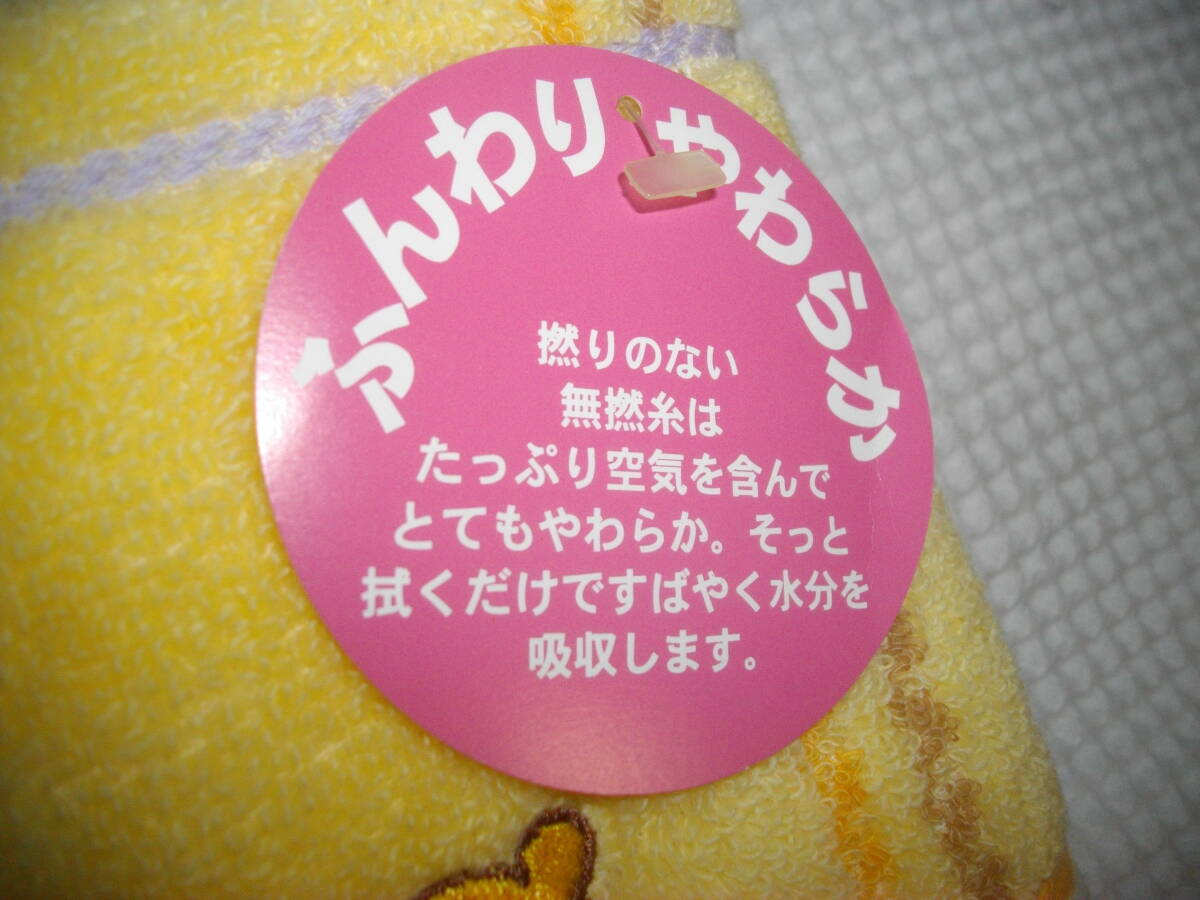 ふんわりやわらか
撚りのない
無撚糸は
たっぷり空気を含んで
とてもやわらか。そっと
拭くだけですばやく水分を
吸収します。